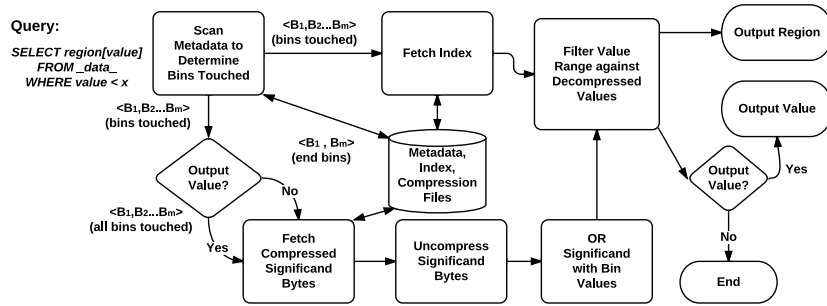 Query:
SELECT region[value]
FROM _data_
WHERE value < x
Scan
Metadata to
Determine
Bins Touched
<B1,B2...Bm>
(bins touched)
Fetch Index
Filter Value
Range against
Decompressed
Values
Output Region
Output Value
<B1,B2...Bm>
(bins touched)
<B1 , Bm>
(end bins)
Metadata,
Index,
Compression
Files
Output
Value?
No
<B1,B2...Bm>
(all bins touched)
Yes
Output
Value?
Yes
No
Fetch
Compressed
Significand
Bytes
Uncompress
Significand
Bytes
OR
Significand
with Bin
Values
End